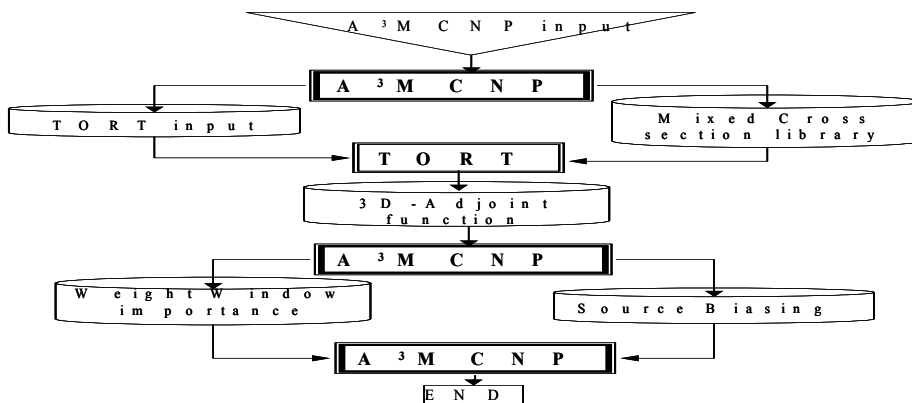 A³MCNP input
A³MCNP
TORT input
Mixed Cross
section library
TORT
3D-Adjoint
function
A³MCNP
Weight Window
importance
Source Biasing
A³MCNP
END